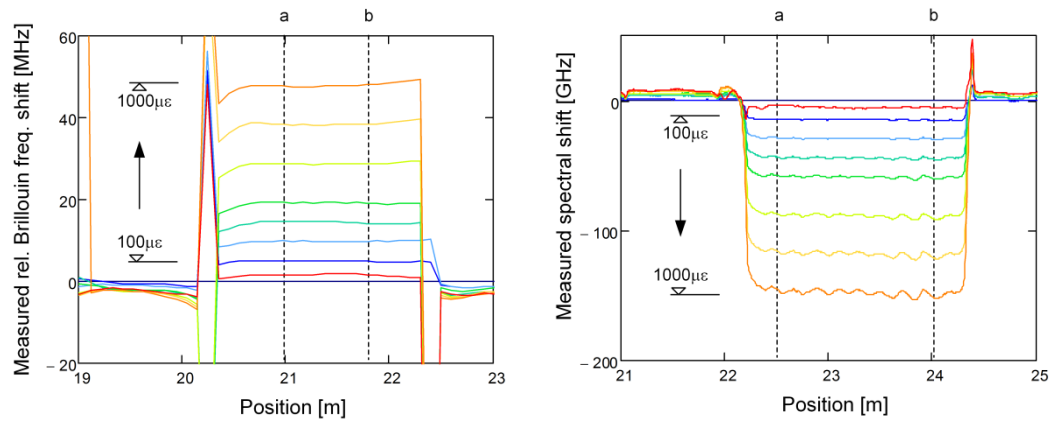 a b
Measured rel. Brillouin freq. shift [MHz]
60
40
20
0
– 20
1000με
100με
19 20 21 22 23
Position [m]
a b
Measured spectral shift [GHz]
0
– 100
– 200
100με
1000με
21 22 23 24 25
Position [m]